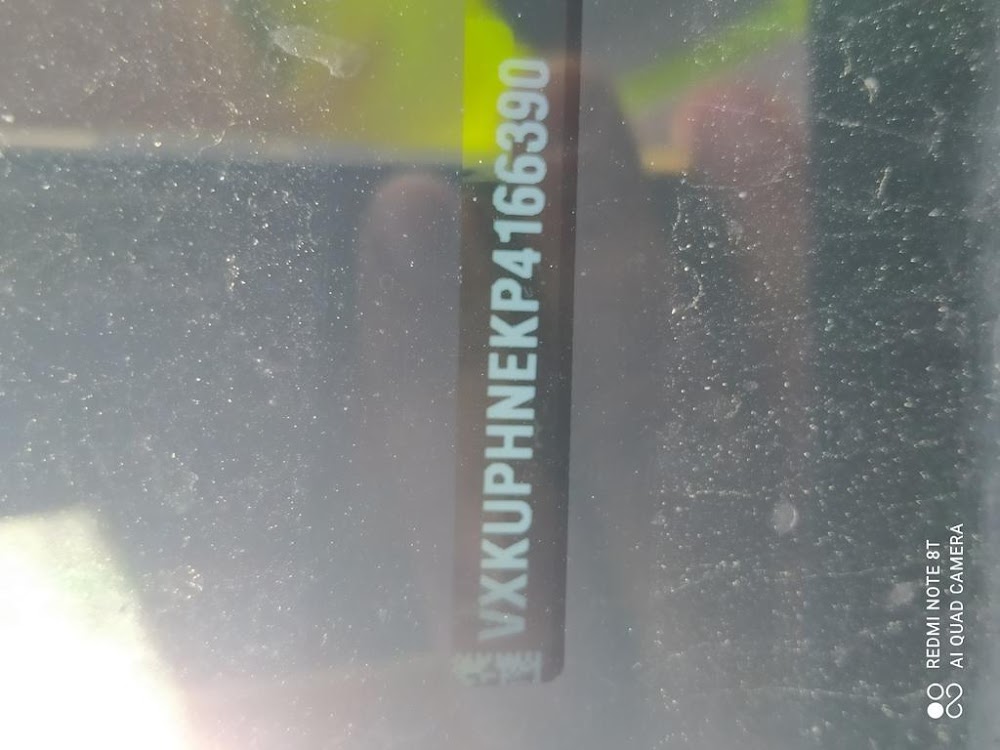 VXKUPHNEKP4166390
REDMI NOTE 8T
AI QUAD CAMERA